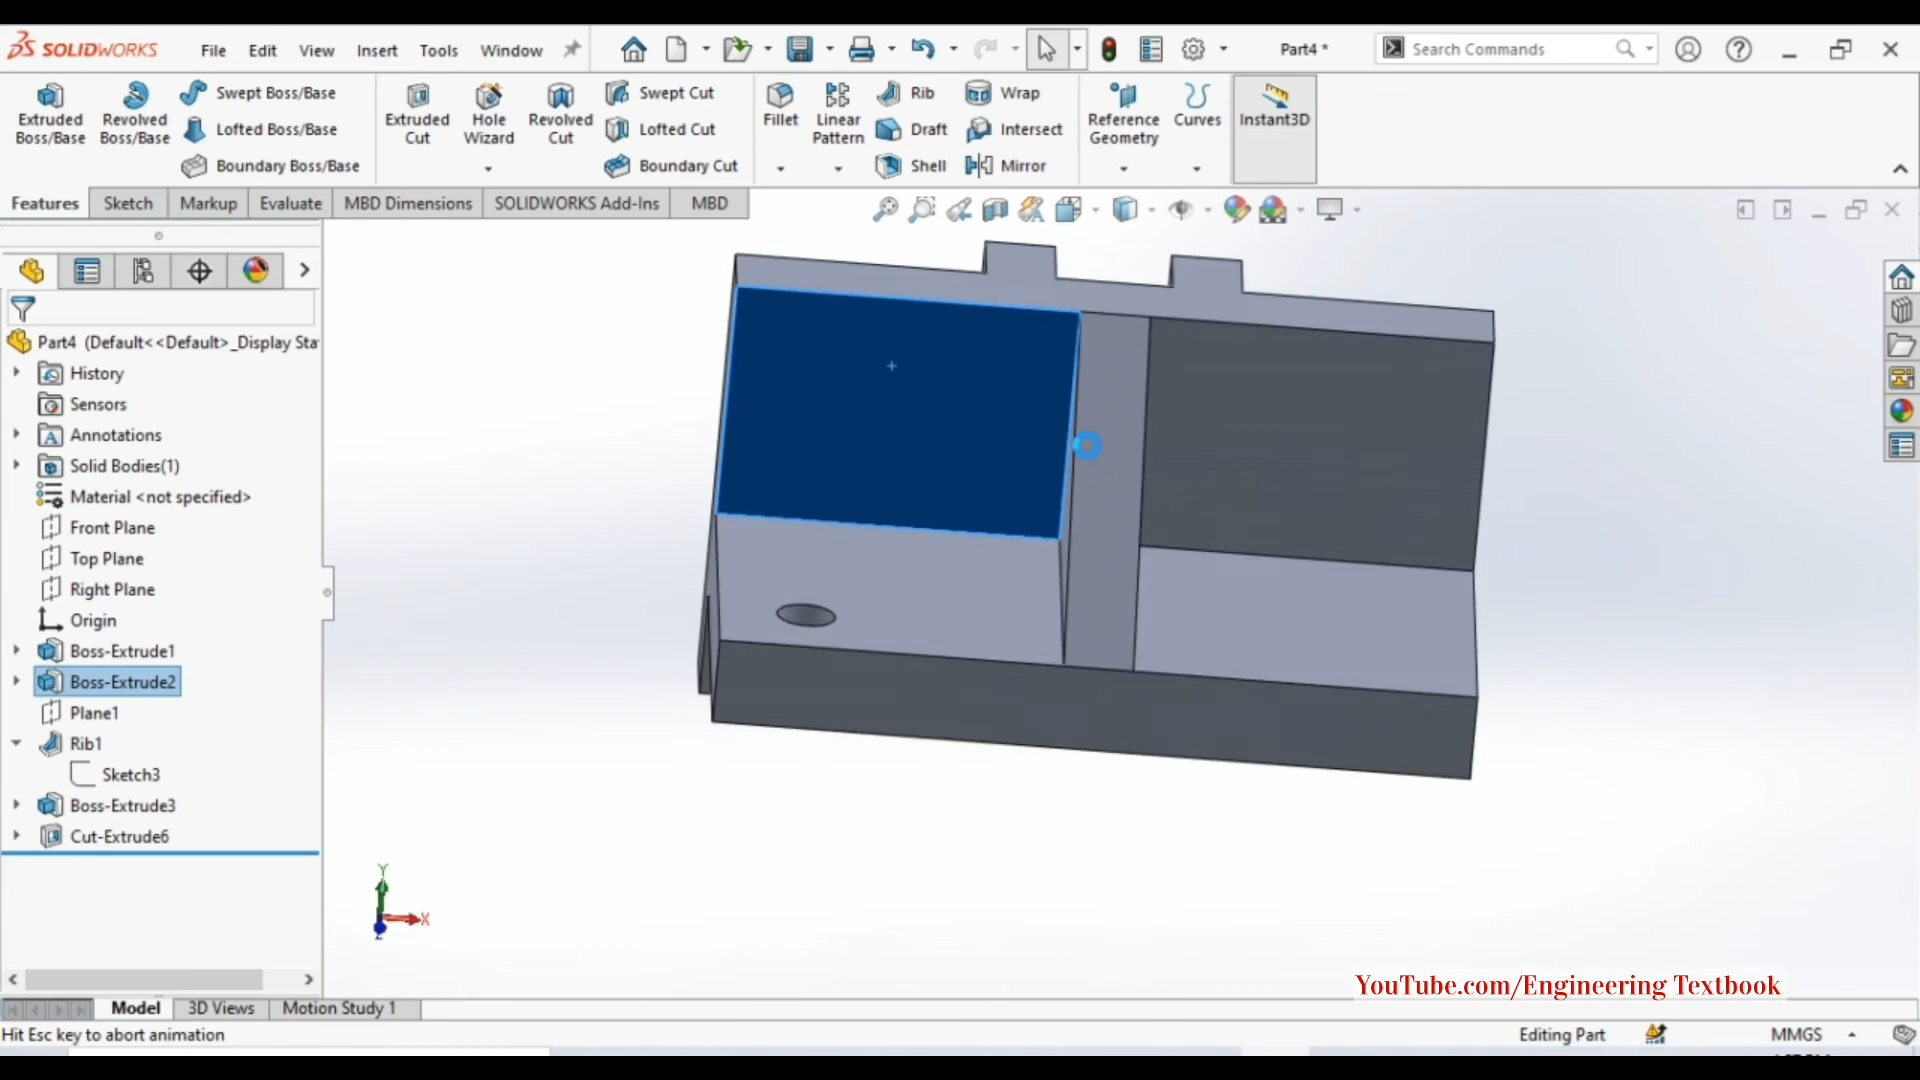 SOLIDWORKS
File Edit View Insert Tools Window
Part4 *
Search Commands
Extruded Boss/Base
Revolved Boss/Base
Swept Boss/Base
Lofted Boss/Base
Boundary Boss/Base
Extruded Cut
Hole Wizard
Revolved Cut
Swept Cut
Lofted Cut
Boundary Cut
Fillet
Linear Pattern
Rib
Draft
Shell
Wrap
Intersect
Mirror
Reference Geometry
Curves
Instant3D
Features Sketch Markup Evaluate MBD Dimensions SOLIDWORKS Add-Ins MBD
Part4 (Default<<Default>_Display Sta
History
Sensors
Annotations
Solid Bodies(1)
Material <not specified>
Front Plane
Top Plane
Right Plane
Origin
Boss-Extrude1
Boss-Extrude2
Plane1
Rib1
Sketch3
Boss-Extrude3
Cut-Extrude6
Y
X
Z
YouTube.com/Engineering Textbook
Model 3D Views Motion Study 1
Hit Esc key to abort animation
Editing Part
MMGS